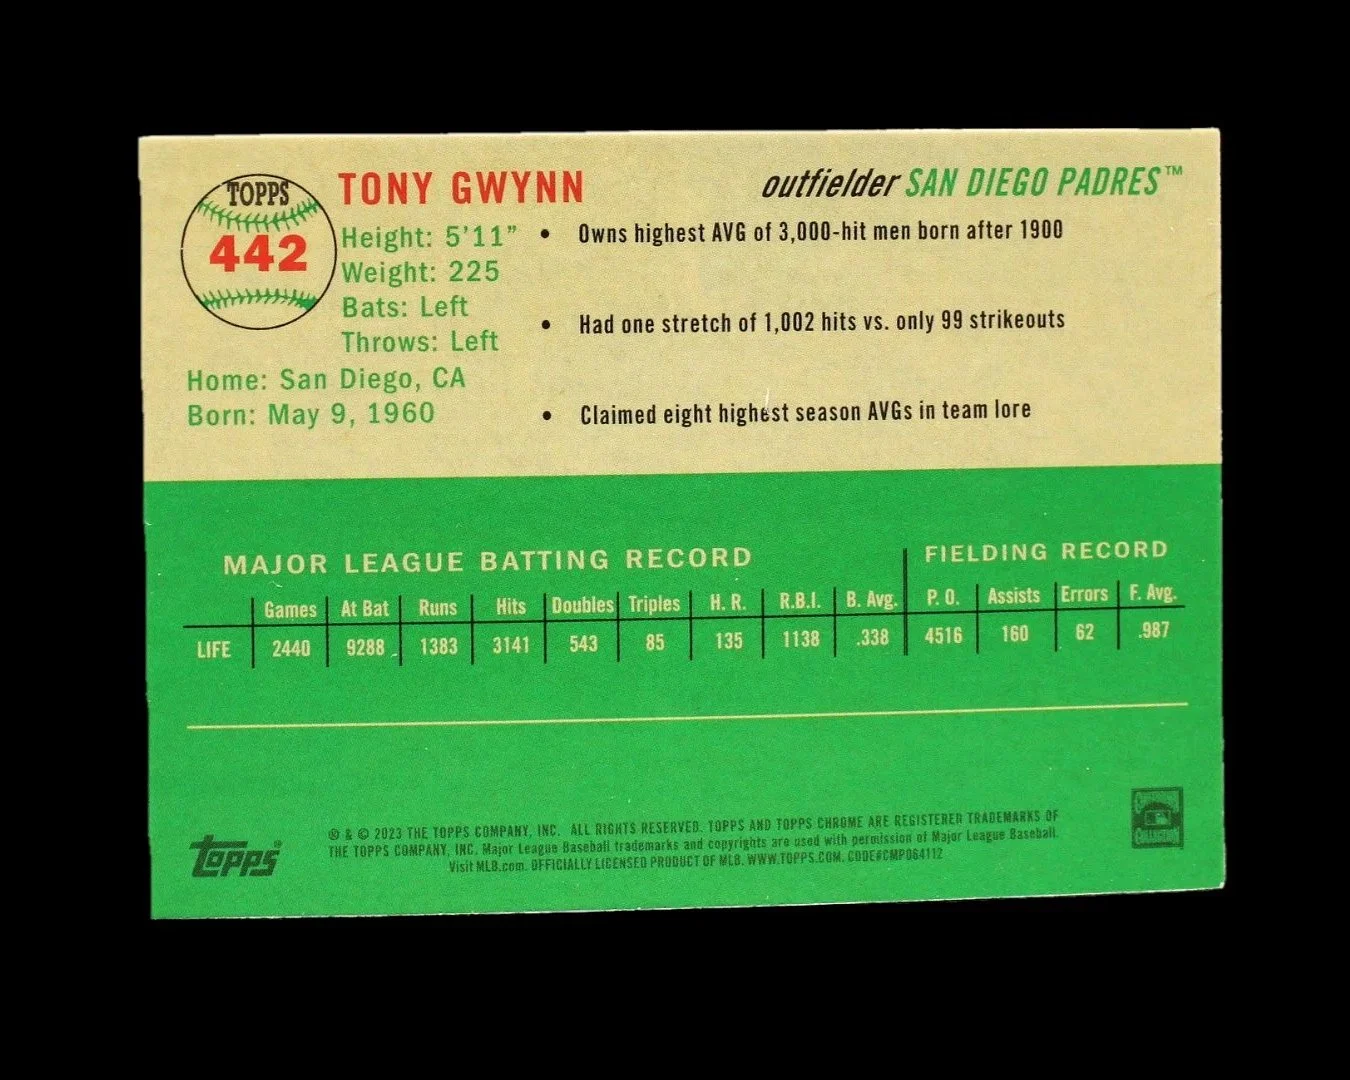 TOPPS
442
TONY GWYNN
outfielder SAN DIEGO PADRES™
Height: 5'11"
Weight: 225
Bats: Left
Throws: Left
Home: San Diego, CA
Born: May 9, 1960
• Owns highest AVG of 3,000-hit men born after 1900
• Had one stretch of 1,002 hits vs. only 99 strikeouts
• Claimed eight highest season AVGs in team lore
MAJOR LEAGUE BATTING RECORD FIELDING RECORD
Games At Bat Runs Hits Doubles Triples H. R. R.B.I. B. Avg. P. O. Assists Errors F. Avg.
LIFE 2440 9288 1383 3141 543 85 135 1138 .338 4516 160 62 .987
topps®
® & © 2023 THE TOPPS COMPANY, INC. ALL RIGHTS RESERVED. TOPPS AND TOPPS CHROME ARE REGISTERED TRADEMARKS OF
THE TOPPS COMPANY, INC. Major League Baseball trademarks and copyrights are used with permission of Major League Baseball.
Visit MLB.com. OFFICIALLY LICENSED PRODUCT OF MLB. WWW.TOPPS.COM. CODE#CMP064112